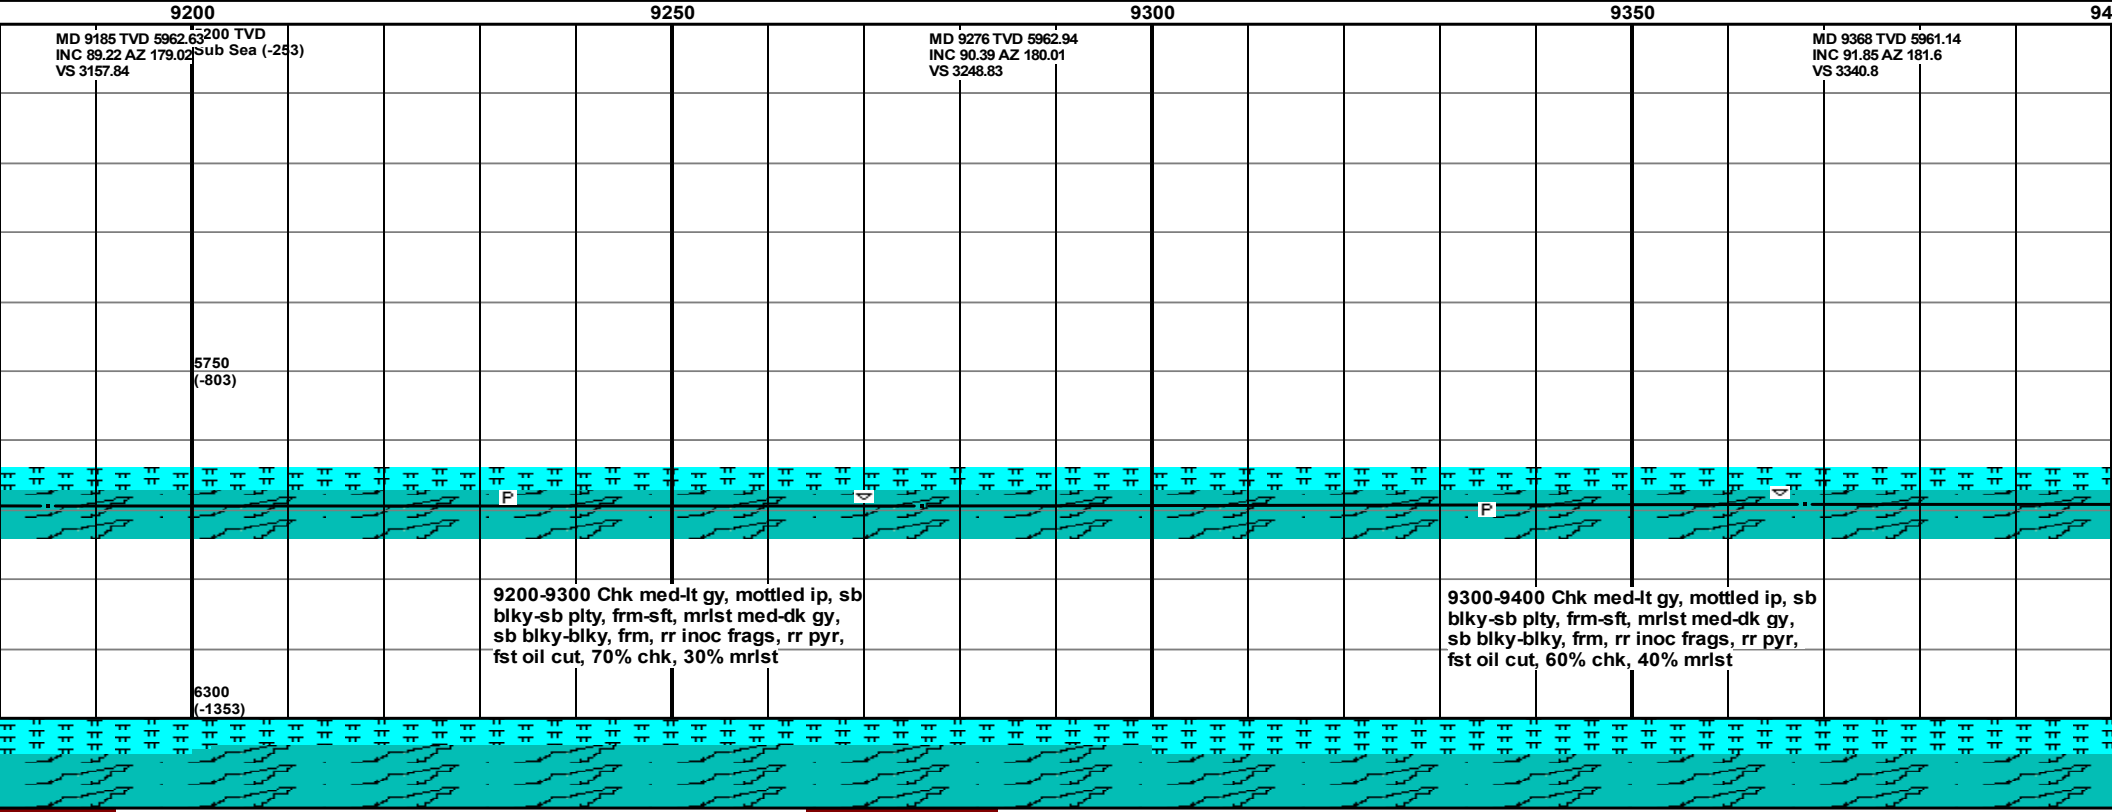 9200 9250 9300 9350 94
MD 9185 TVD 5962.63
INC 89.22 AZ 179.02
VS 3157.84
5200 TVD
Sub Sea (-253)
MD 9276 TVD 5962.94
INC 90.39 AZ 180.01
VS 3248.83
MD 9368 TVD 5961.14
INC 91.85 AZ 181.6
VS 3340.8
5750
(-803)
P
P
9200-9300 Chk med-lt gy, mottled ip, sb
blky-sb plty, frm-sft, mrlst med-dk gy,
sb blky-blky, frm, rr inoc frags, rr pyr,
fst oil cut, 70% chk, 30% mrlst
9300-9400 Chk med-lt gy, mottled ip, sb
blky-sb plty, frm-sft, mrlst med-dk gy,
sb blky-blky, frm, rr inoc frags, rr pyr,
fst oil cut, 60% chk, 40% mrlst
6300
(-1353)